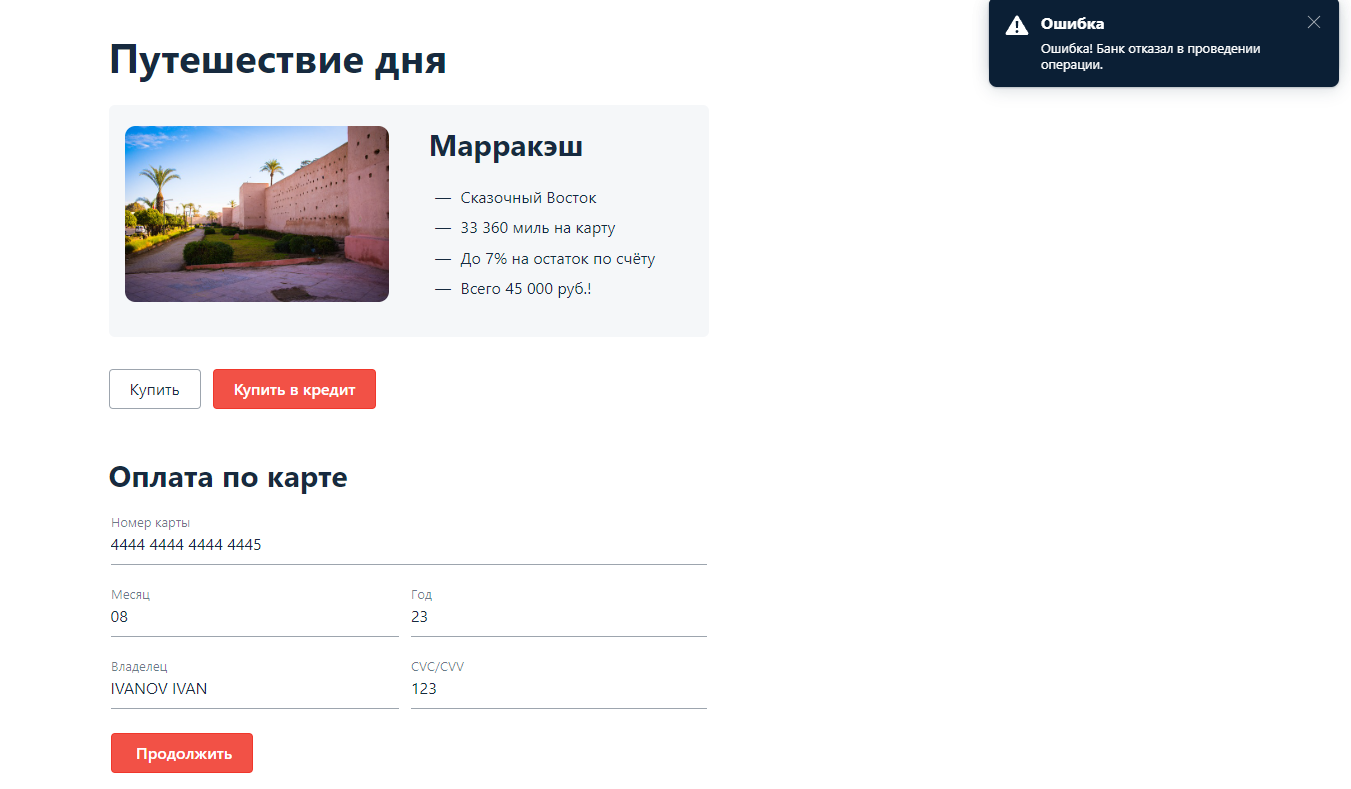 Путешествие дня
Ошибка
Ошибка! Банк отказал в проведении
операции.
Марракэш
— Сказочный Восток
— 33 360 миль на карту
— До 7% на остаток по счёту
— Всего 45 000 руб.!
Купить
Купить в кредит
Оплата по карте
Номер карты
4444 4444 4444 4445
Месяц
Год
08
23
Владелец
CVC/CVV
IVANOV IVAN
123
Продолжить